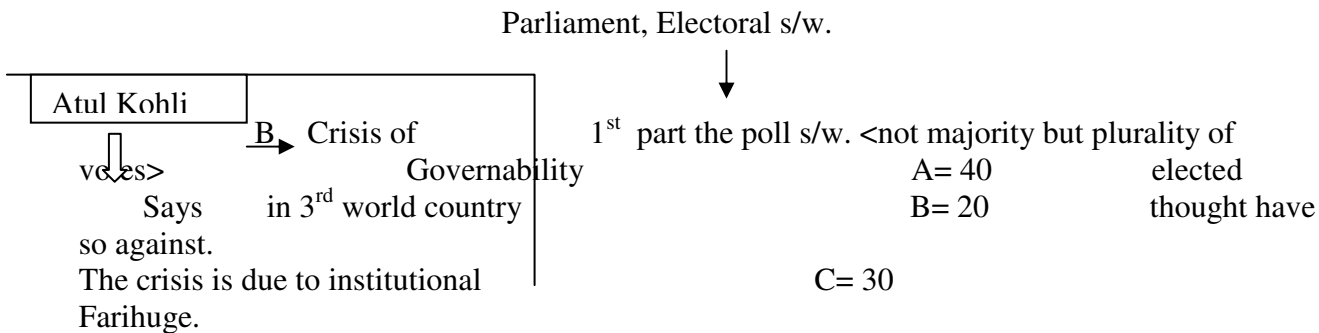 Parliament, Electoral s/w.
Atul Kohli
B Crisis of 1st part the poll s/w. <not majority but plurality of
votes> Governability A= 40 elected
Says in 3rd world country B= 20 thought have
so against.
The crisis is due to institutional C= 30
Farihuge.